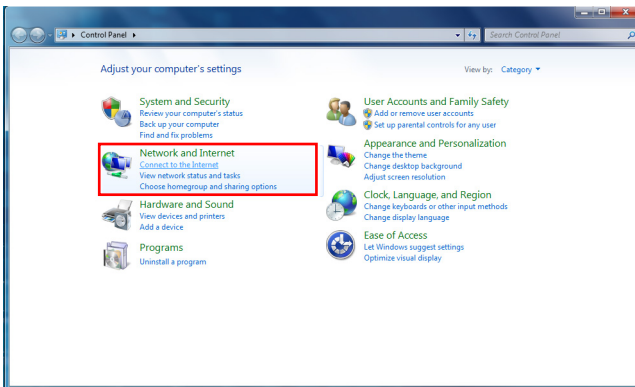 Control Panel
Search Control Panel
Adjust your computer's settings
View by: Category
System and Security
Review your computer's status
Back up your computer
Find and fix problems
Network and Internet
Connect to the Internet
View network status and tasks
Choose homegroup and sharing options
Hardware and Sound
View devices and printers
Add a device
Programs
Uninstall a program
User Accounts and Family Safety
Add or remove user accounts
Set up parental controls for any user
Appearance and Personalization
Change the theme
Change desktop background
Adjust screen resolution
Clock, Language, and Region
Change keyboards or other input methods
Change display language
Ease of Access
Let Windows suggest settings
Optimize visual display